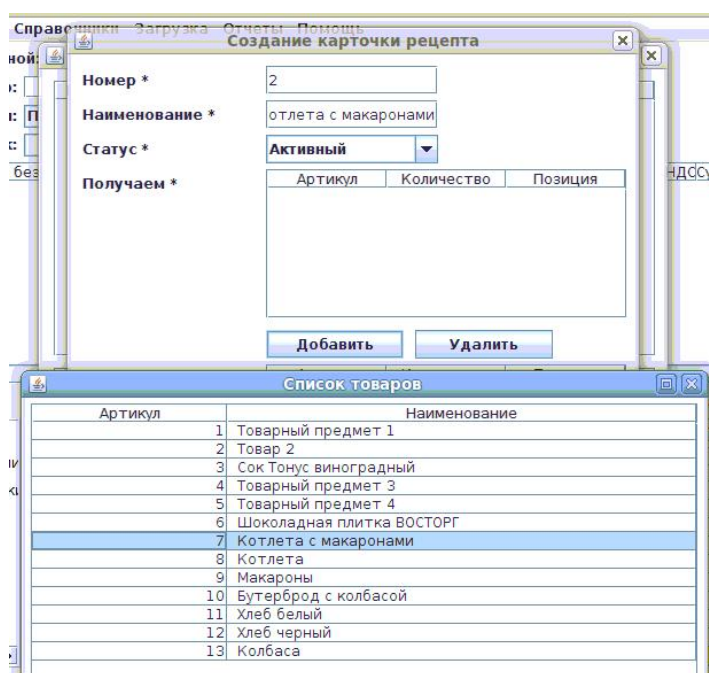 Справочники Загрузка Отчеты Помощь
Создание карточки рецепта
Номер * 2
Наименование * отлета с макаронами
Статус * Активный
Получаем * Артикул Количество Позиция
Добавить Удалить
Список товаров
Артикул Наименование
1 Товарный предмет 1
2 Товар 2
3 Сок Тонус виноградный
4 Товарный предмет 3
5 Товарный предмет 4
6 Шоколадная плитка ВОСТОРГ
7 Котлета с макаронами
8 Котлета
9 Макароны
10 Бутерброд с колбасой
11 Хлеб белый
12 Хлеб черный
13 Колбаса